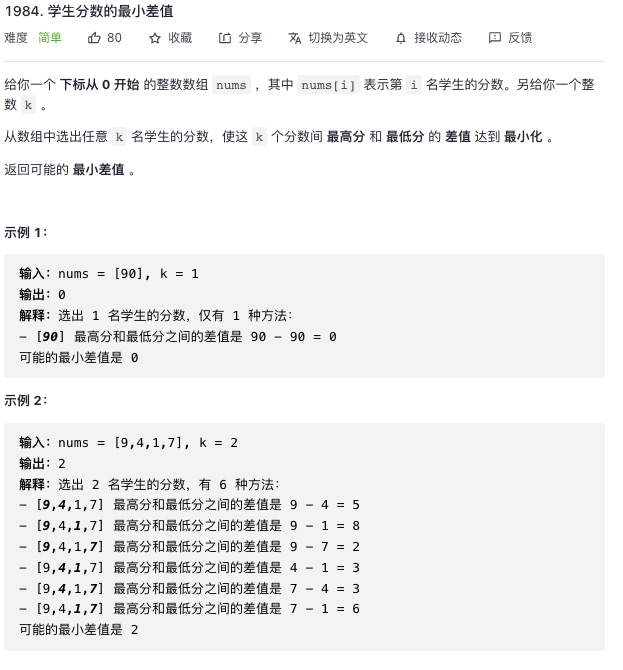 1984. 学生分数的最小差值
难度 简单 80 收藏 分享 切换为英文 接收动态 反馈
给你一个 下标从 0 开始 的整数数组 nums ，其中 nums[i] 表示第 i 名学生的分数。另给你一个整
数 k 。
从数组中选出任意 k 名学生的分数，使这 k 个分数间 最高分 和 最低分 的 差值 达到 最小化 。
返回可能的 最小差值 。
示例 1：
输入：nums = [90], k = 1
输出：0
解释：选出 1 名学生的分数，仅有 1 种方法：
- [90] 最高分和最低分之间的差值是 90 - 90 = 0
可能的最小差值是 0
示例 2：
输入：nums = [9,4,1,7], k = 2
输出：2
解释：选出 2 名学生的分数，有 6 种方法：
- [9,4,1,7] 最高分和最低分之间的差值是 9 - 4 = 5
- [9,4,1,7] 最高分和最低分之间的差值是 9 - 1 = 8
- [9,4,1,7] 最高分和最低分之间的差值是 9 - 7 = 2
- [9,4,1,7] 最高分和最低分之间的差值是 4 - 1 = 3
- [9,4,1,7] 最高分和最低分之间的差值是 7 - 4 = 3
- [9,4,1,7] 最高分和最低分之间的差值是 7 - 1 = 6
可能的最小差值是 2